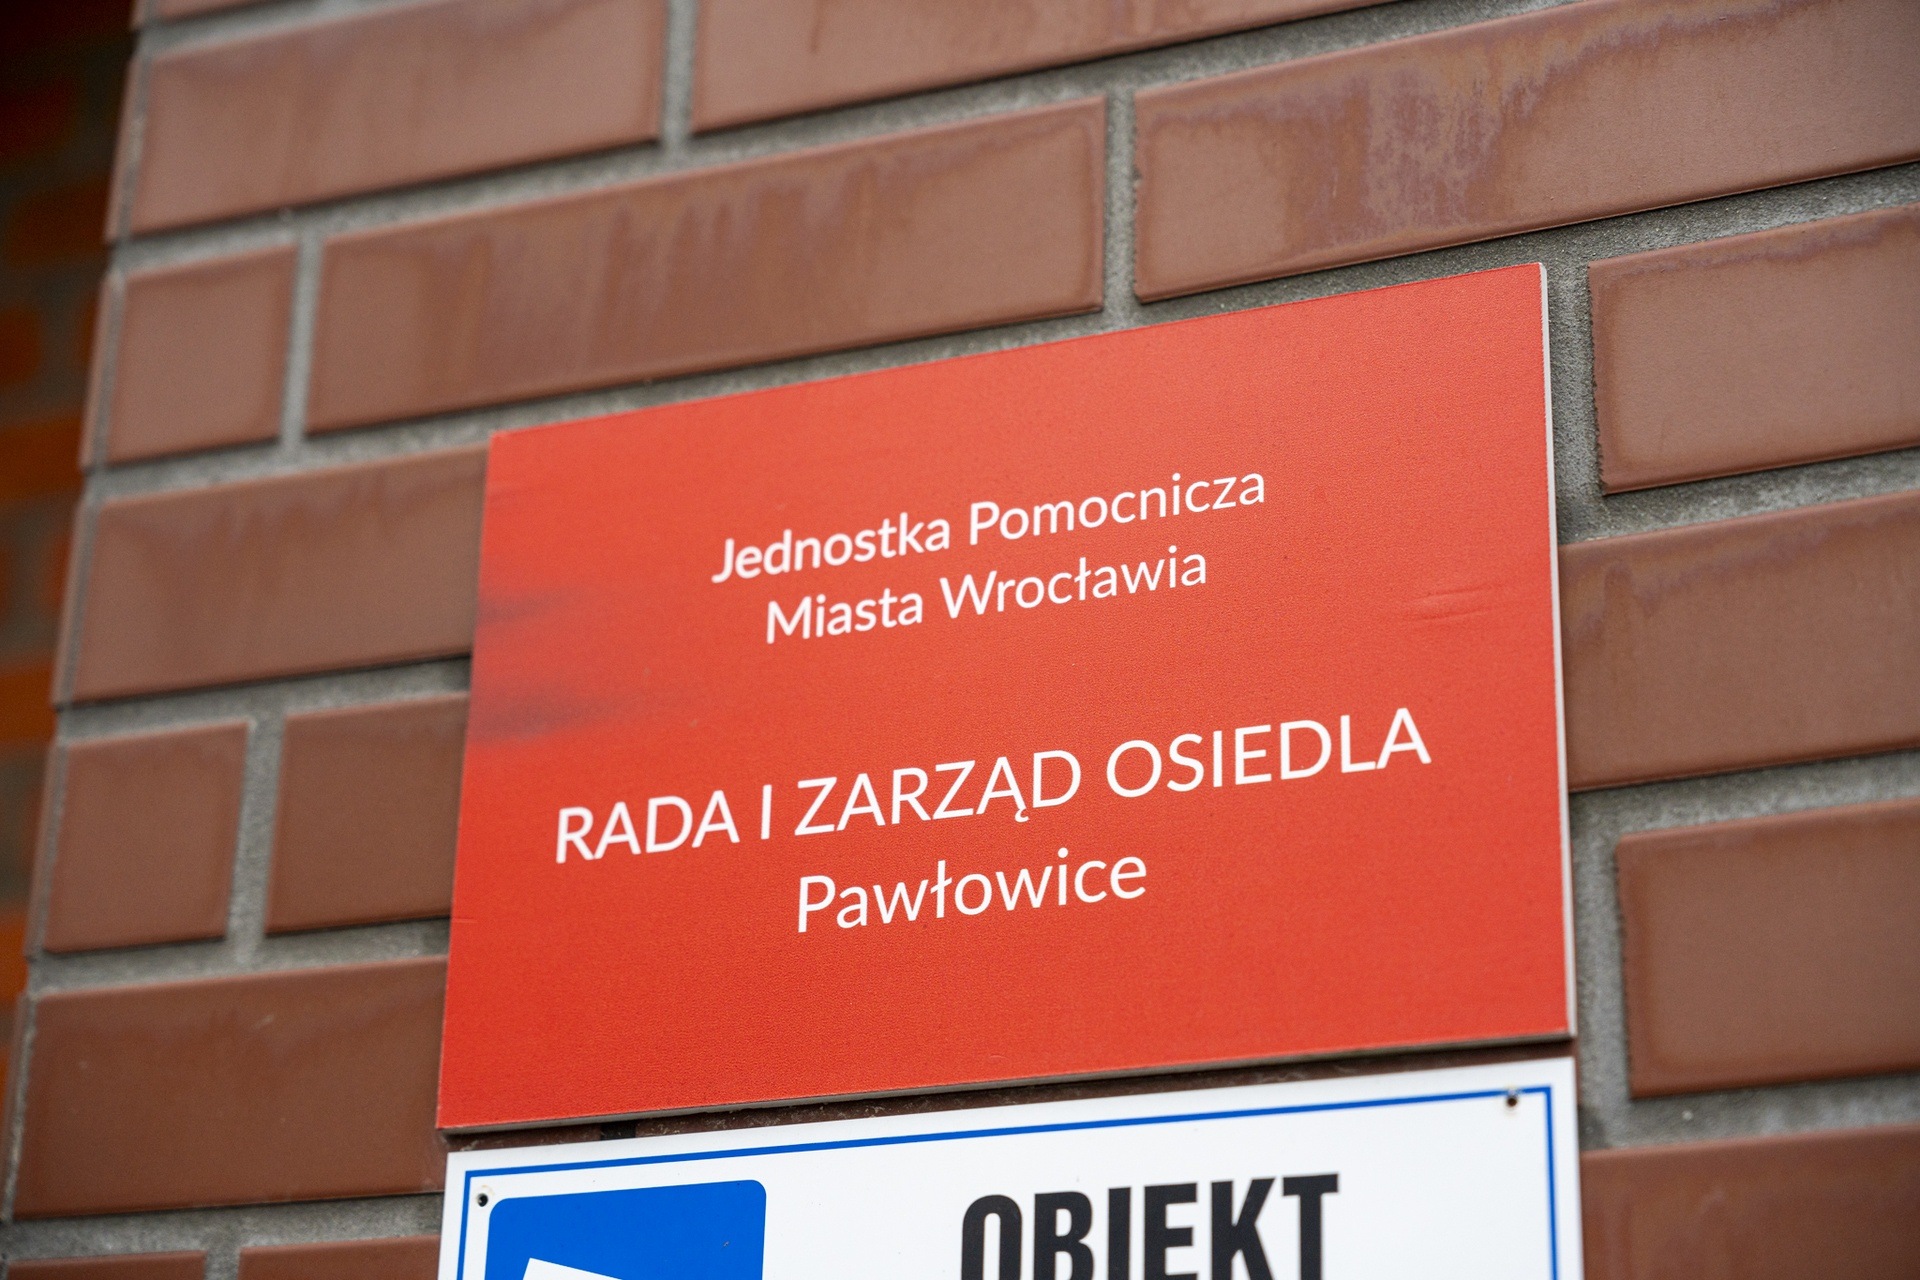 Jednostka Pomocnicza
Miasta Wrocławia
RADA I ZARZĄD OSIEDLA
Pawłowice
OBIEKT